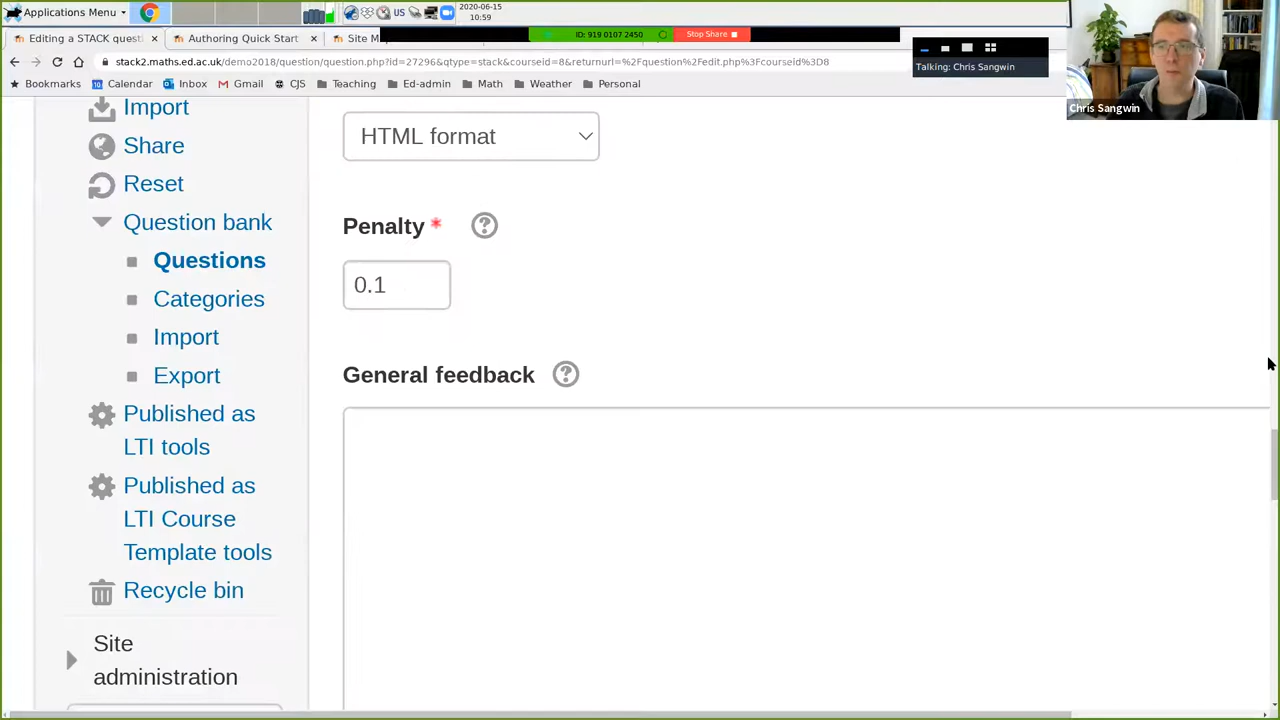 Applications Menu
2020-06-15
10:59
US
Editing a STACK questi
Authoring Quick Start
Site M
ID: 919 0107 2450
Stop Share
Talking: Chris Sangwin
Chris Sangwin
stack2.maths.ed.ac.uk/demo2018/question/question.php?id=27296&qtype=stack&courseid=8&returnurl=%2Fquestion%2Fedit.php%3Fcourseid%3D8
Bookmarks
10 Calendar
Inbox
Gmail
CJS
Teaching
Ed-admin
Math
Weather
Personal
Import
Share
Reset
Question bank
Questions
Categories
Import
Export
Published as
LTI tools
Published as
LTI Course
Template tools
Recycle bin
Site
administration
HTML format
Penalty *
0.1
General feedback